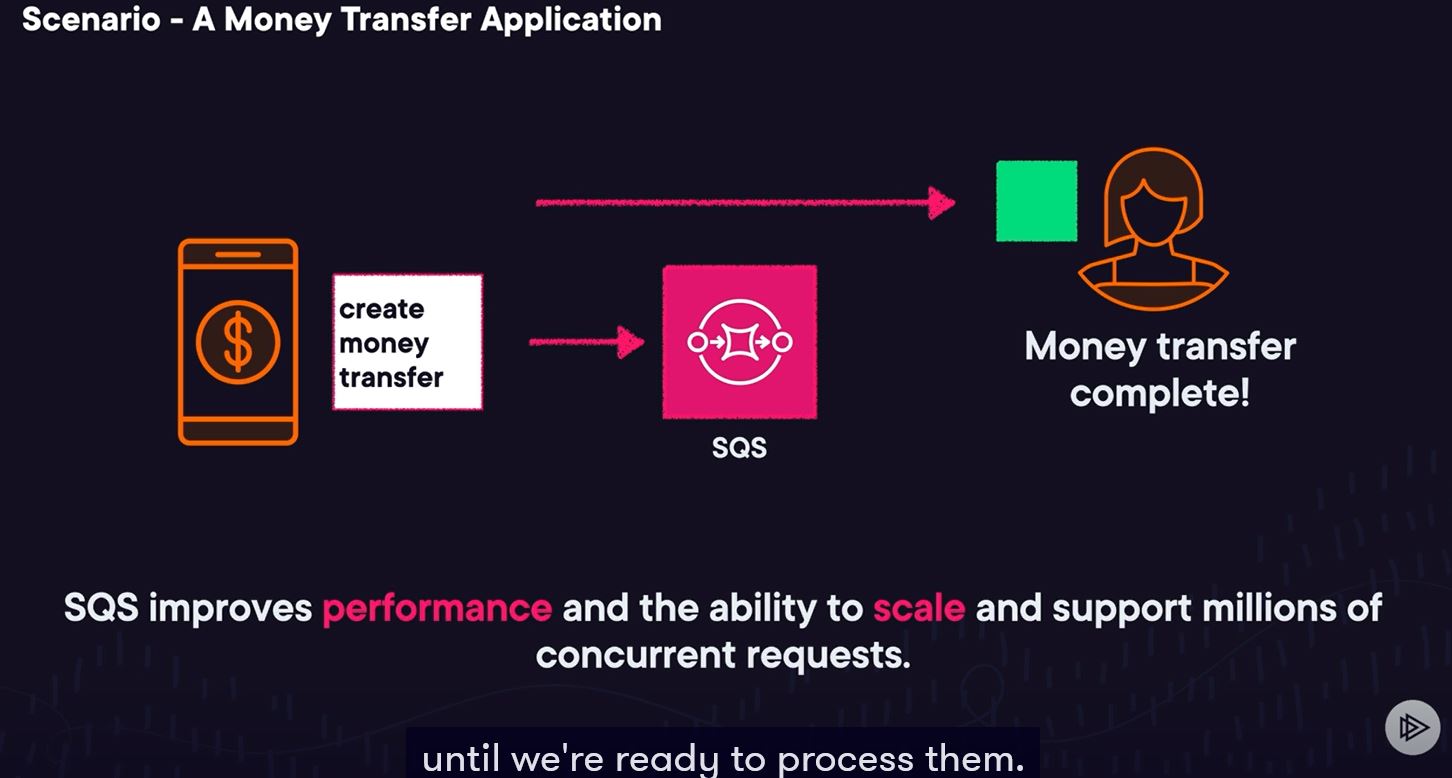 Scenario - A Money Transfer Application
create
money
transfer
$
SQS
Money transfer
complete!
SQS improves performance and the ability to scale and support millions of
concurrent requests.
until we're ready to process them.